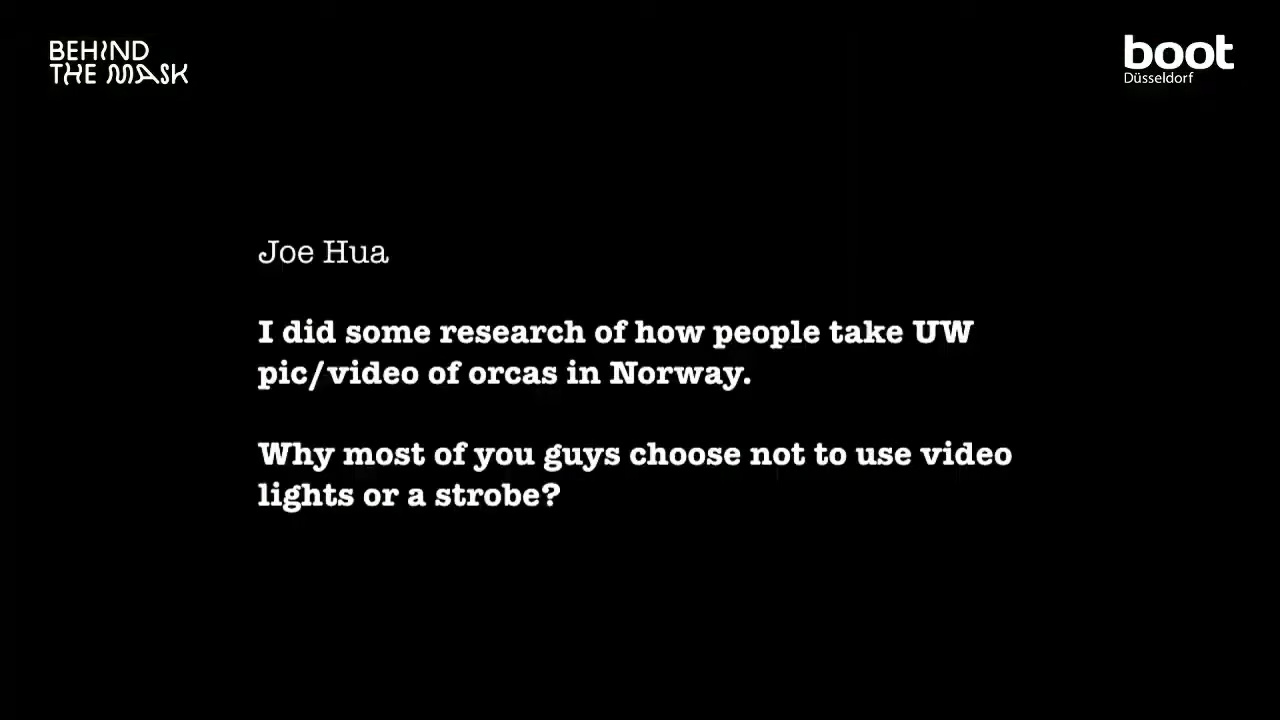 BEHIND
THE MASK
boot
Düsseldorf
Joe Hua
I did some research of how people take UW
pic/video of orcas in Norway.
Why most of you guys choose not to use video
lights or a strobe?